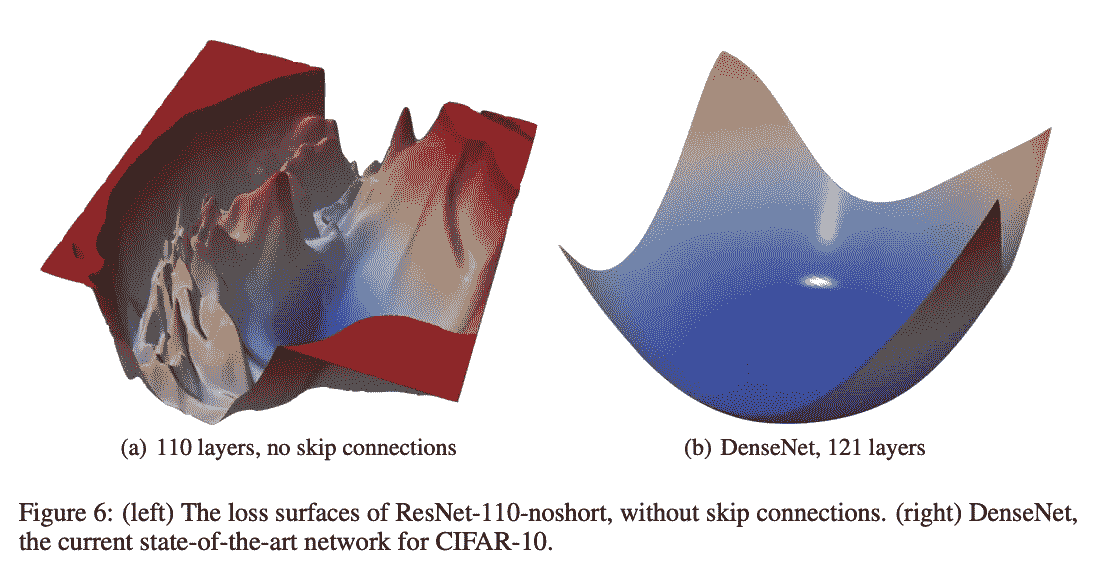 (a) 110 layers, no skip connections
(b) DenseNet, 121 layers
Figure 6: (left) The loss surfaces of ResNet-110-noshort, without skip connections. (right) DenseNet,
the current state-of-the-art network for CIFAR-10.